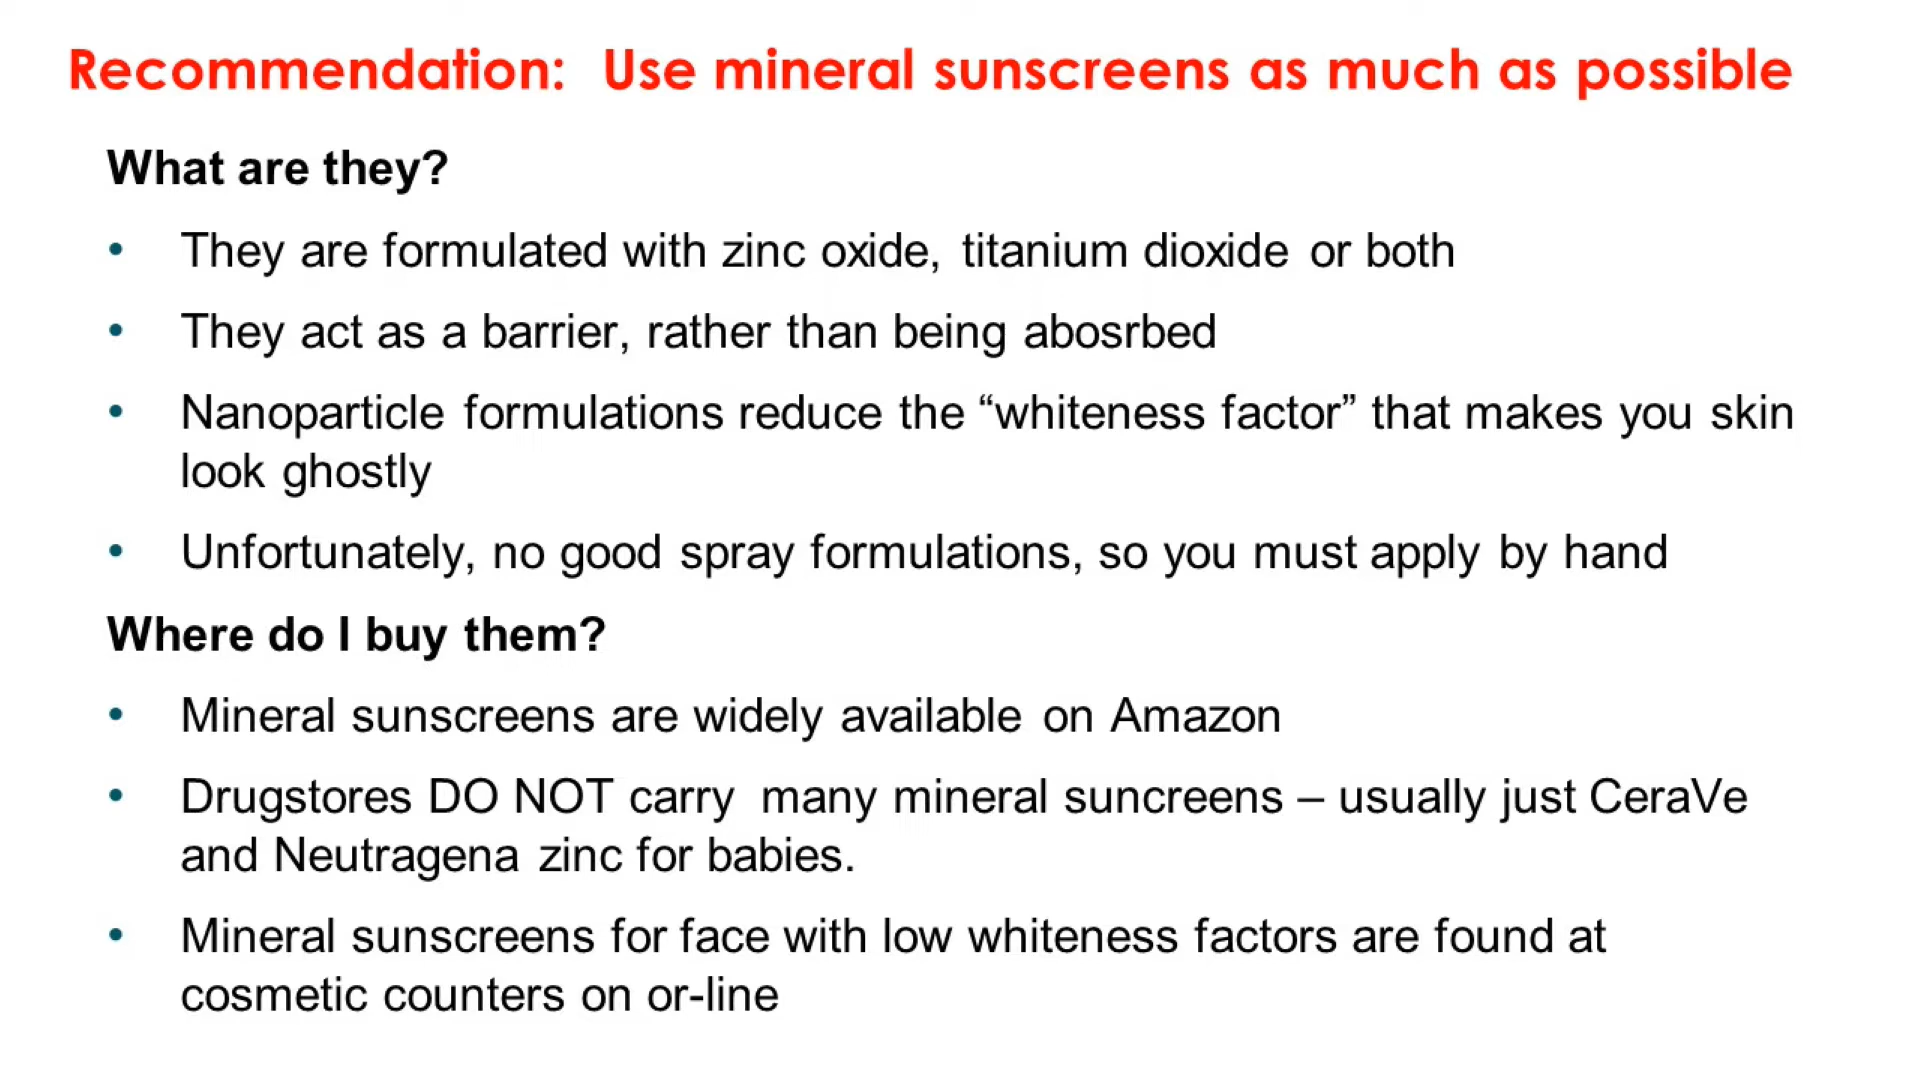 Recommendation: Use mineral sunscreens as much as possible
What are they?
• They are formulated with zinc oxide, titanium dioxide or both
• They act as a barrier, rather than being abosrbed
• Nanoparticle formulations reduce the “whiteness factor” that makes you skin
look ghostly
• Unfortunately, no good spray formulations, so you must apply by hand
Where do I buy them?
• Mineral sunscreens are widely available on Amazon
• Drugstores DO NOT carry many mineral suncreens – usually just CeraVe
and Neutragena zinc for babies.
• Mineral sunscreens for face with low whiteness factors are found at
cosmetic counters on or-line